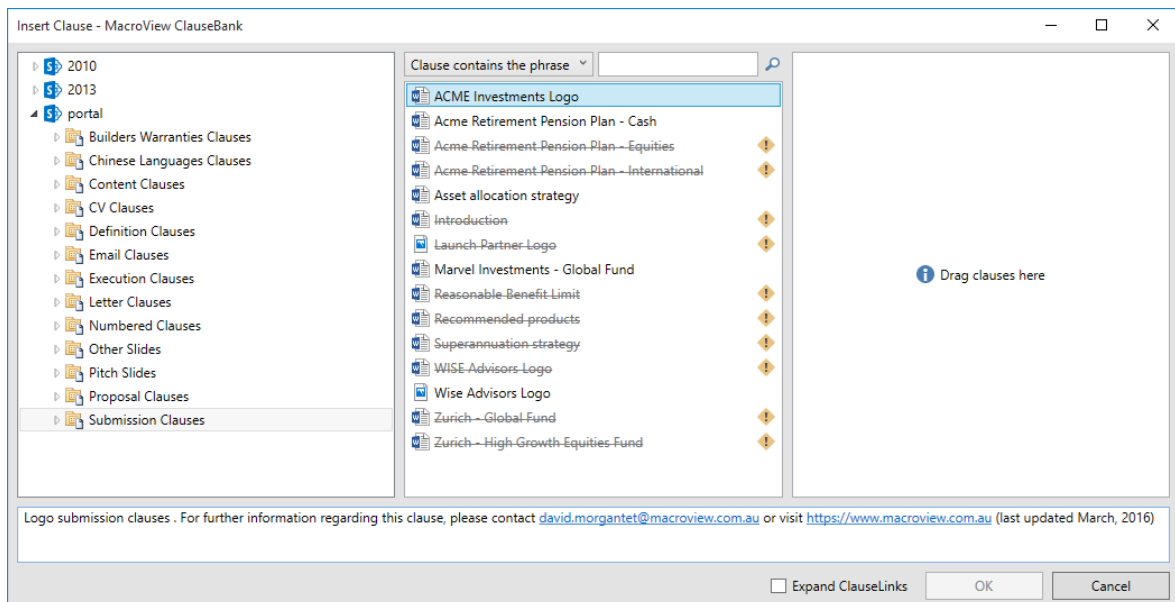 Insert Clause - MacroView ClauseBank
2010
2013
portal
Builders Warranties Clauses
Chinese Languages Clauses
Content Clauses
CV Clauses
Definition Clauses
Email Clauses
Execution Clauses
Letter Clauses
Numbered Clauses
Other Slides
Pitch Slides
Proposal Clauses
Submission Clauses
Clause contains the phrase
ACME Investments Logo
Acme Retirement Pension Plan - Cash
Acme Retirement Pension Plan - Equities
Acme Retirement Pension Plan - International
Asset allocation strategy
Introduction
Launch Partner Logo
Marvel Investments - Global Fund
Reasonable Benefit Limit
Recommended products
Superannuation strategy
WISE Advisors Logo
Wise Advisors Logo
Zurich - Global Fund
Zurich - High Growth Equities Fund
Drag clauses here
Logo submission clauses . For further information regarding this clause, please contact david.morgantet@macroview.com.au or visit https://www.macroview.com.au (last updated March, 2016)
Expand ClauseLinks
OK
Cancel